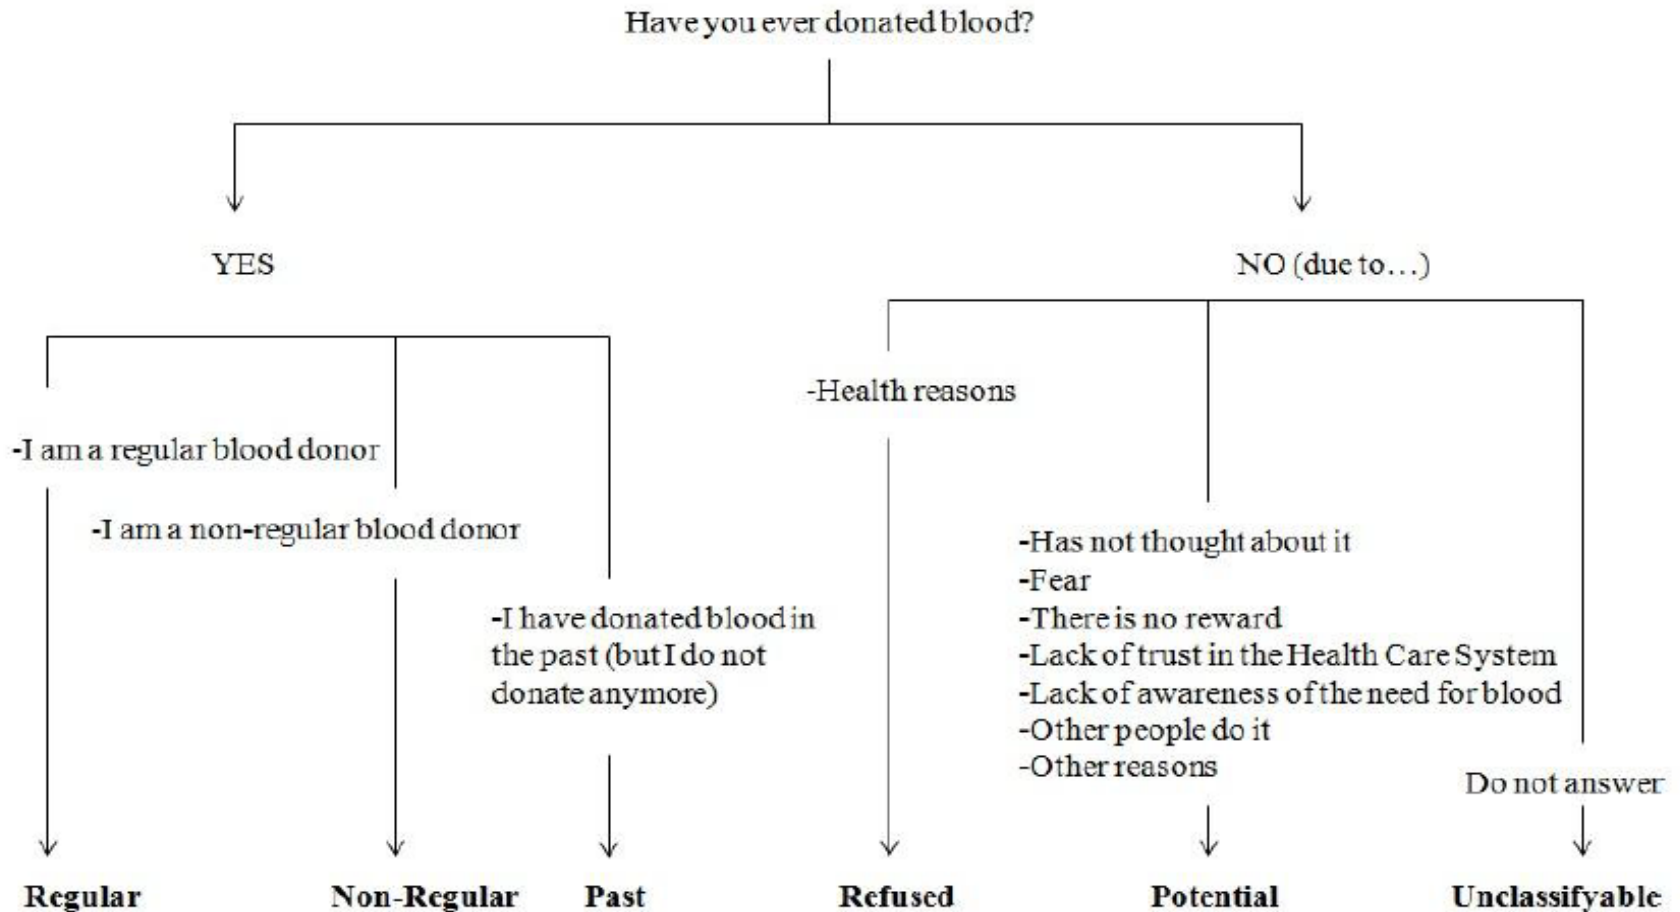 Have you ever donated blood?
YES
NO (due to...)
-I am a regular blood donor
-I am a non-regular blood donor
-I have donated blood in
the past (but I do not
donate anymore)
-Health reasons
-Has not thought about it
-Fear
-There is no reward
-Lack of trust in the Health Care System
-Lack of awareness of the need for blood
-Other people do it
-Other reasons
Do not answer
Regular
Non-Regular
Past
Refused
Potential
Unclassifyable